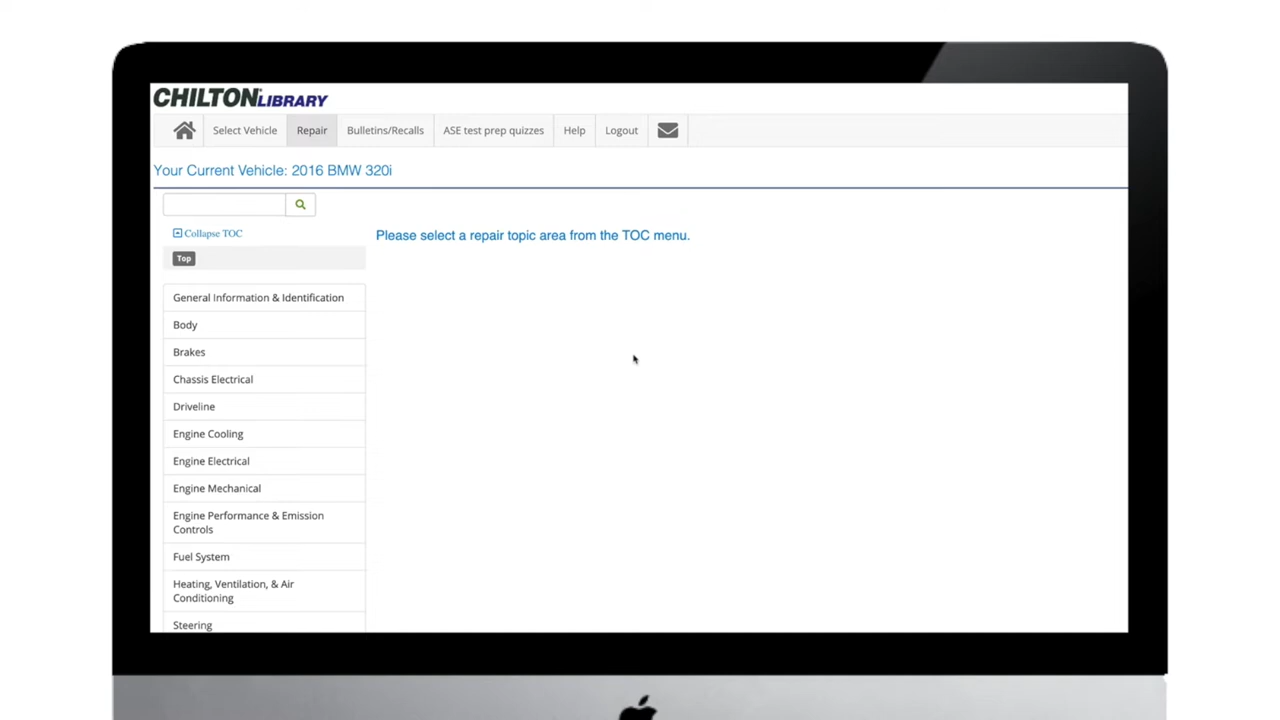 CHILTON LIBRARY
Select Vehicle Repair Bulletins/Recalls ASE test prep quizzes Help Logout
Your Current Vehicle: 2016 BMW 320i
Collapse TOC
Please select a repair topic area from the TOC menu.
Top
General Information & Identification
Body
Brakes
Chassis Electrical
Driveline
Engine Cooling
Engine Electrical
Engine Mechanical
Engine Performance & Emission
Controls
Fuel System
Heating, Ventilation, & Air
Conditioning
Steering